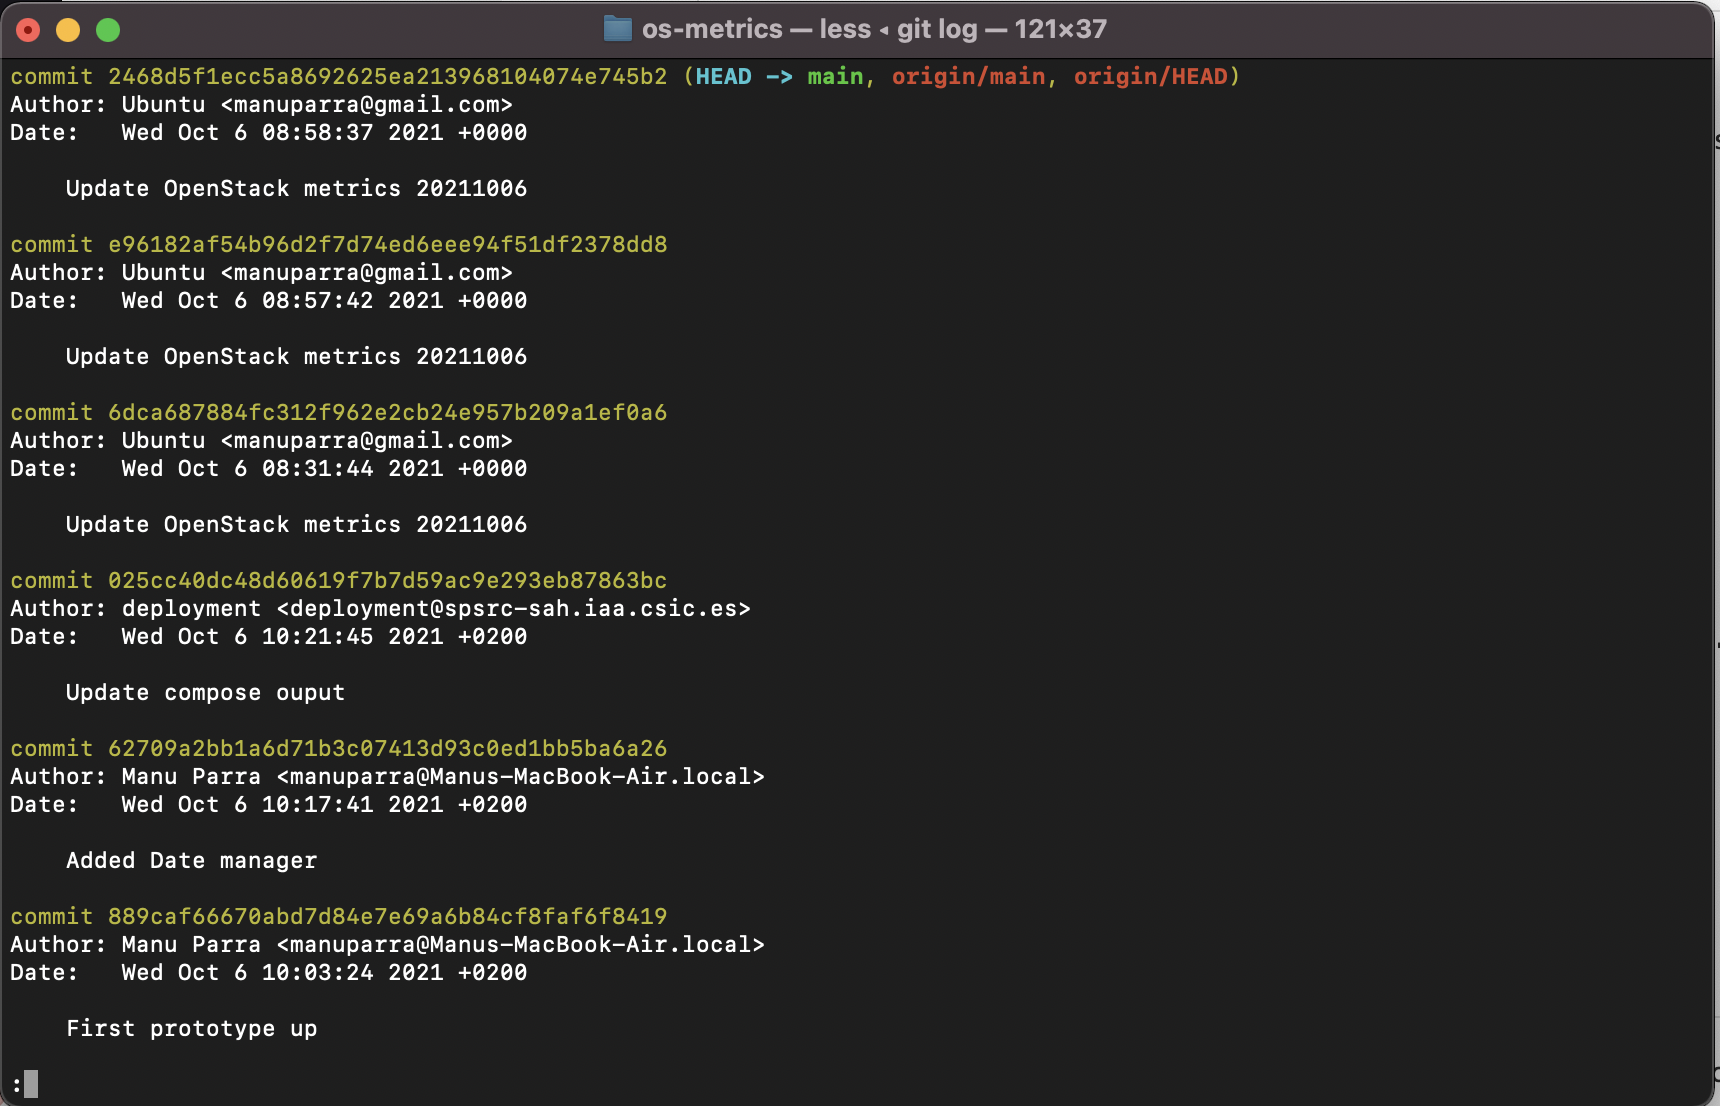 os-metrics — less ◂ git log — 121×37
commit 2468d5f1ecc5a8692625ea213968104074e745b2 (HEAD -> main, origin/main, origin/HEAD)
Author: Ubuntu <manuparra@gmail.com>
Date:   Wed Oct 6 08:58:37 2021 +0000
    Update OpenStack metrics 20211006
commit e96182af54b96d2f7d74ed6eee94f51df2378dd8
Author: Ubuntu <manuparra@gmail.com>
Date:   Wed Oct 6 08:57:42 2021 +0000
    Update OpenStack metrics 20211006
commit 6dca687884fc312f962e2cb24e957b209a1ef0a6
Author: Ubuntu <manuparra@gmail.com>
Date:   Wed Oct 6 08:31:44 2021 +0000
    Update OpenStack metrics 20211006
commit 025cc40dc48d60619f7b7d59ac9e293eb87863bc
Author: deployment <deployment@spsrc-sah.iaa.csic.es>
Date:   Wed Oct 6 10:21:45 2021 +0200
    Update compose ouput
commit 62709a2bb1a6d71b3c07413d93c0ed1bb5ba6a26
Author: Manu Parra <manuparra@Manus-MacBook-Air.local>
Date:   Wed Oct 6 10:17:41 2021 +0200
    Added Date manager
commit 889caf66670abd7d84e7e69a6b84cf8faf6f8419
Author: Manu Parra <manuparra@Manus-MacBook-Air.local>
Date:   Wed Oct 6 10:03:24 2021 +0200
    First prototype up
: